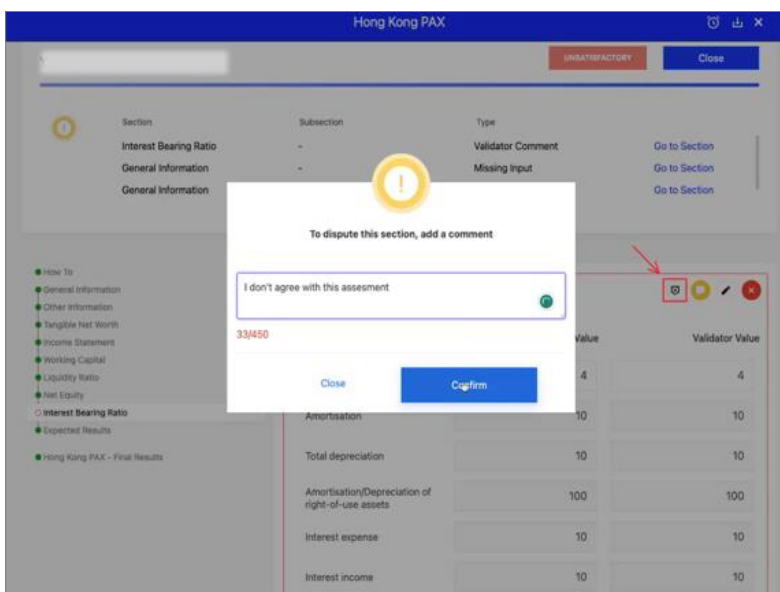 Hong Kong PAX
UNSATISFACTORY
Close
Section Subsection Type
Interest Bearing Ratio - Validator Comment Go to Section
General Information - Missing Input Go to Section
General Information Go to Section
To dispute this section, add a comment
I don't agree with this assesment
33/450
Close
Confirm
How To
General Information
Other Information
Tangible Net Worth
Income Statement
Working Capital
Liquidity Ratio
Net Equity
Interest Bearing Ratio
Expected Results
Hong Kong PAX - Final Results
Value Validator Value
4 4
Amortisation 10 10
Total depreciation 10 10
Amortisation/Depreciation of
right-of-use assets 100 100
Interest expense 10 10
Interest income 10 10